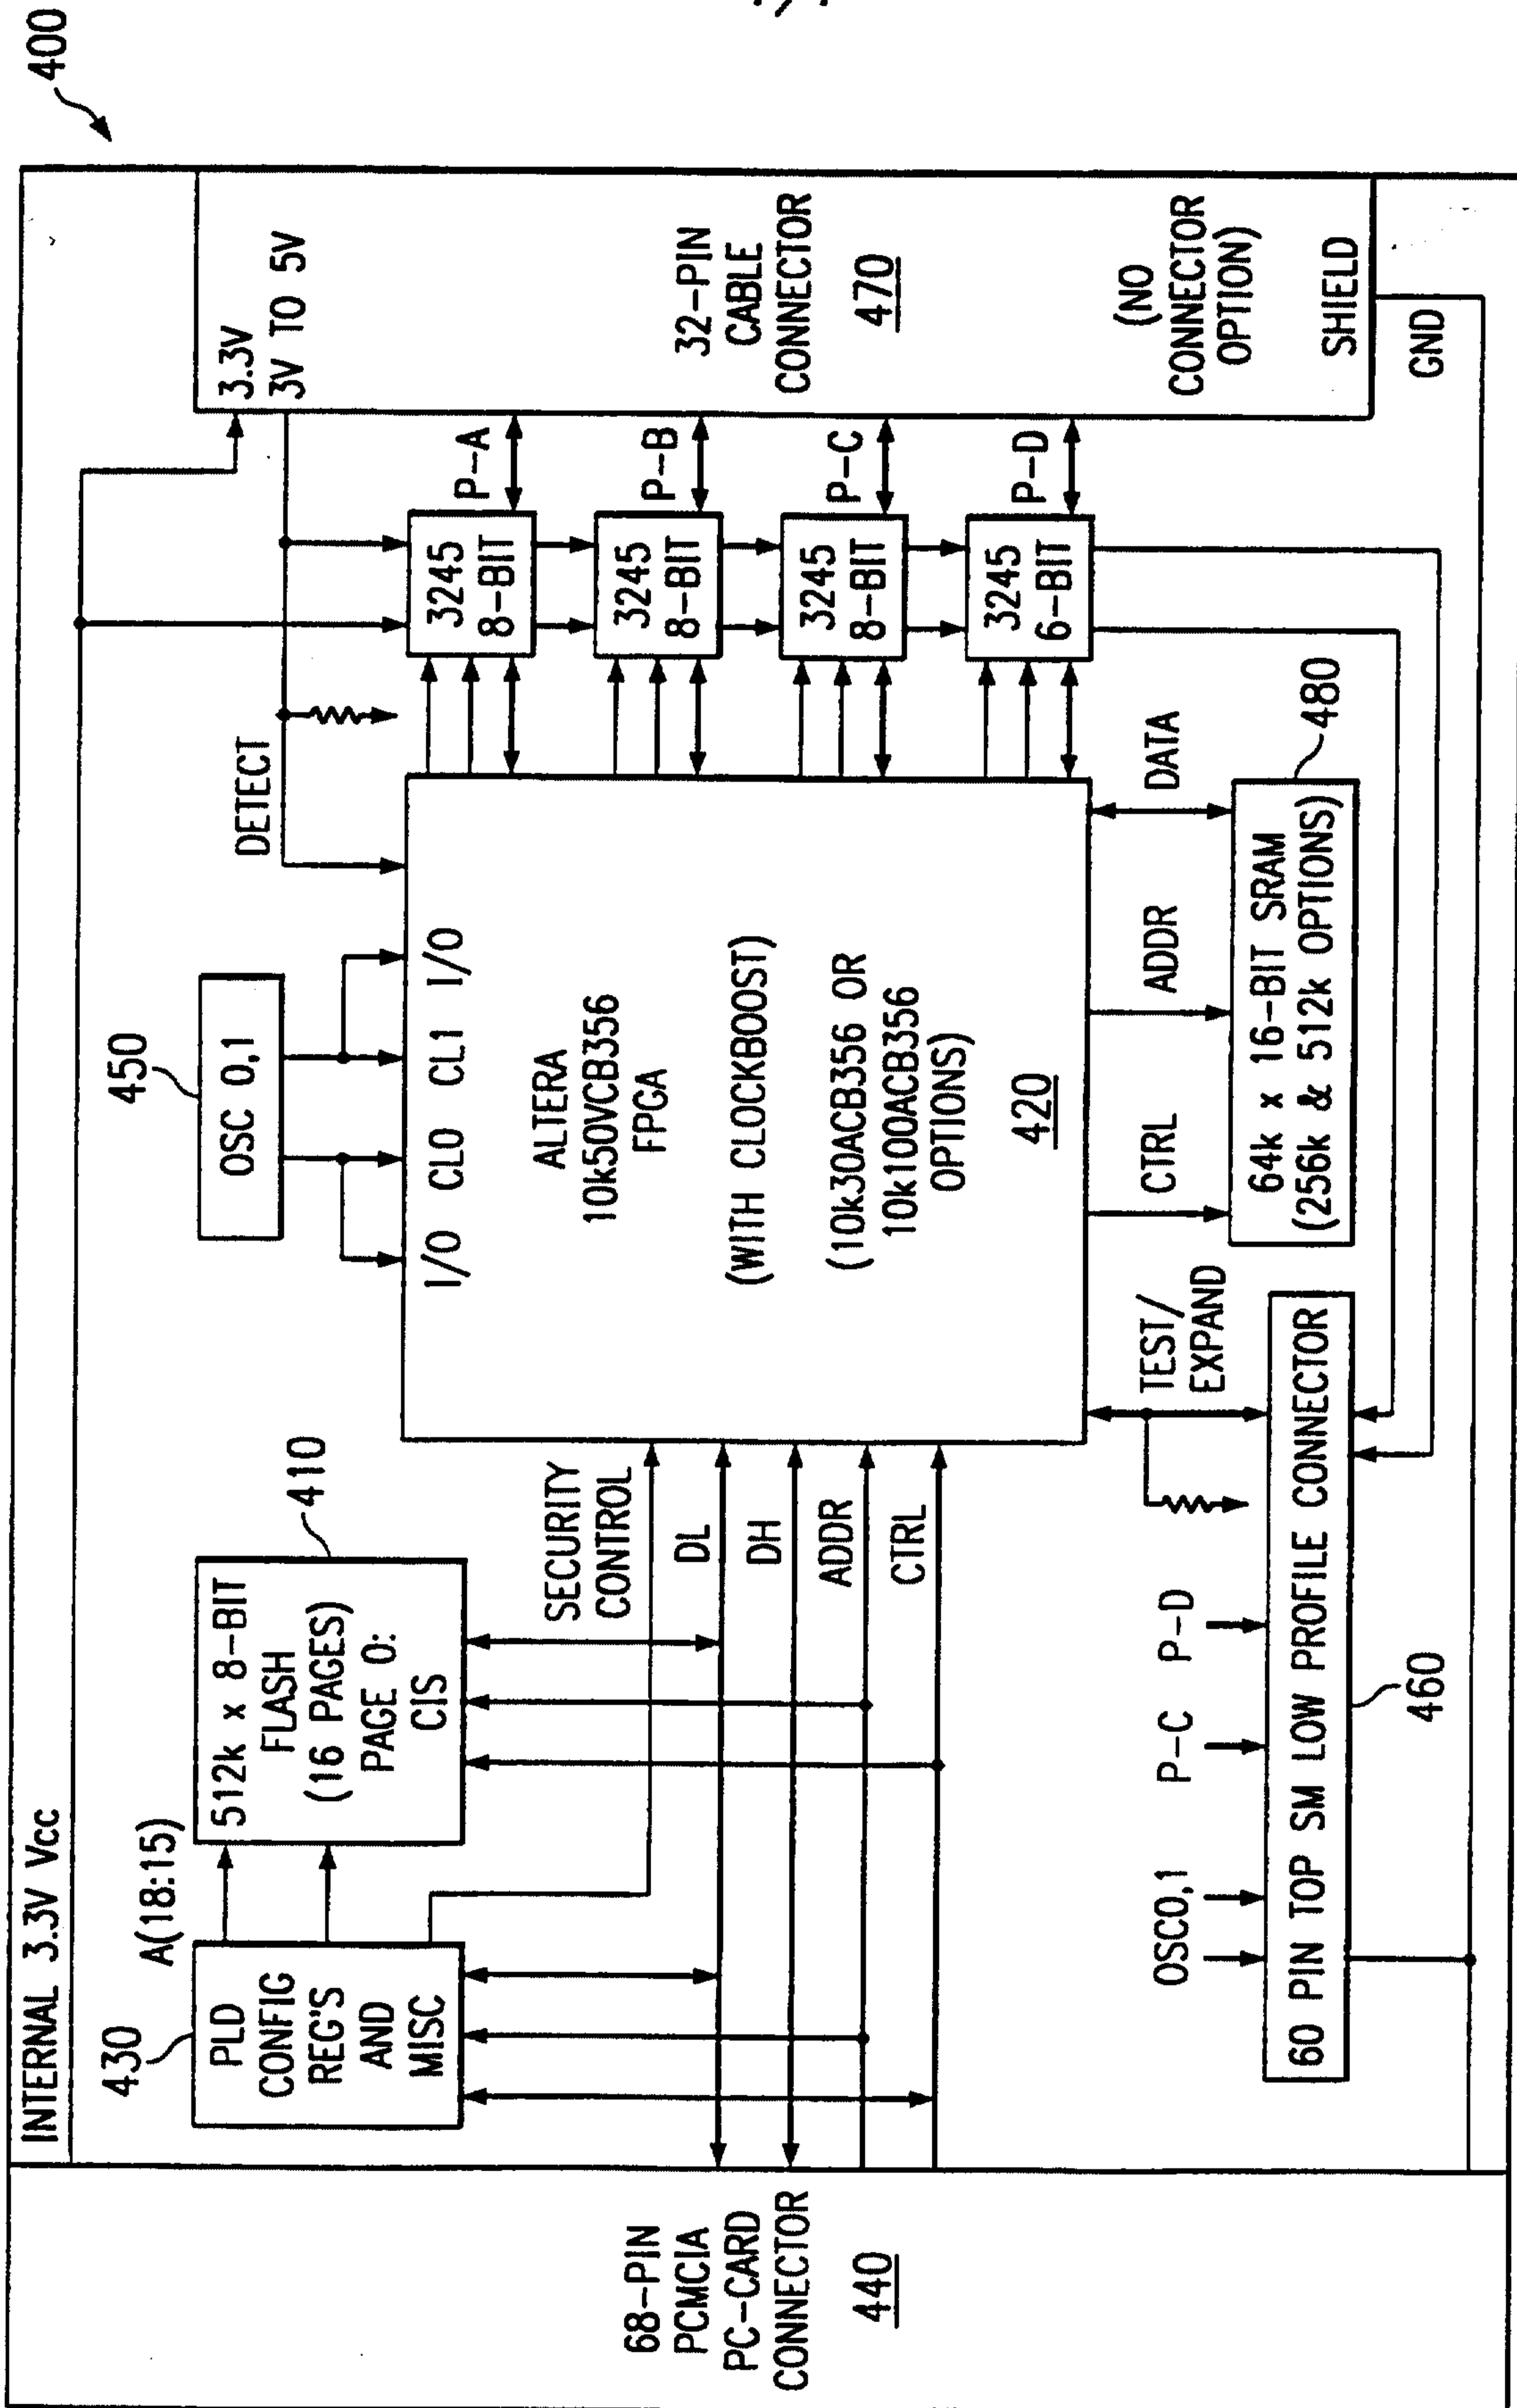 400
INTERNAL 3.3V Vcc
68-PIN
PCMCIA
PC-CARD
CONNECTOR
440
430
PLD
CONFIG
REG'S
AND
MISC
A(18:15)
512k x 8-BIT
FLASH
(16 PAGES)
PAGE 0:
CIS
410
SECURITY
CONTROL
DL
DH
ADDR
CTRL
450
OSC 0,1
I/O
CL0
CL1
I/O
DETECT
ALTERA
10k50VCB356
FPGA
(WITH CLOCKBOOST)
(10k30ACB356 OR
10k100ACB356
OPTIONS)
420
3.3V
3V TO 5V
3245
8-BIT
P-A
3245
8-BIT
P-B
3245
8-BIT
P-C
3245
6-BIT
P-D
32-PIN
CABLE
CONNECTOR
470
(NO
CONNECTOR
OPTION)
SHIELD
GND
TEST/
EXPAND
CTRL
ADDR
DATA
64k x 16-BIT SRAM
(256k & 512k OPTIONS)
480
OSC0,1
P-C
P-D
60 PIN TOP SM LOW PROFILE CONNECTOR
460